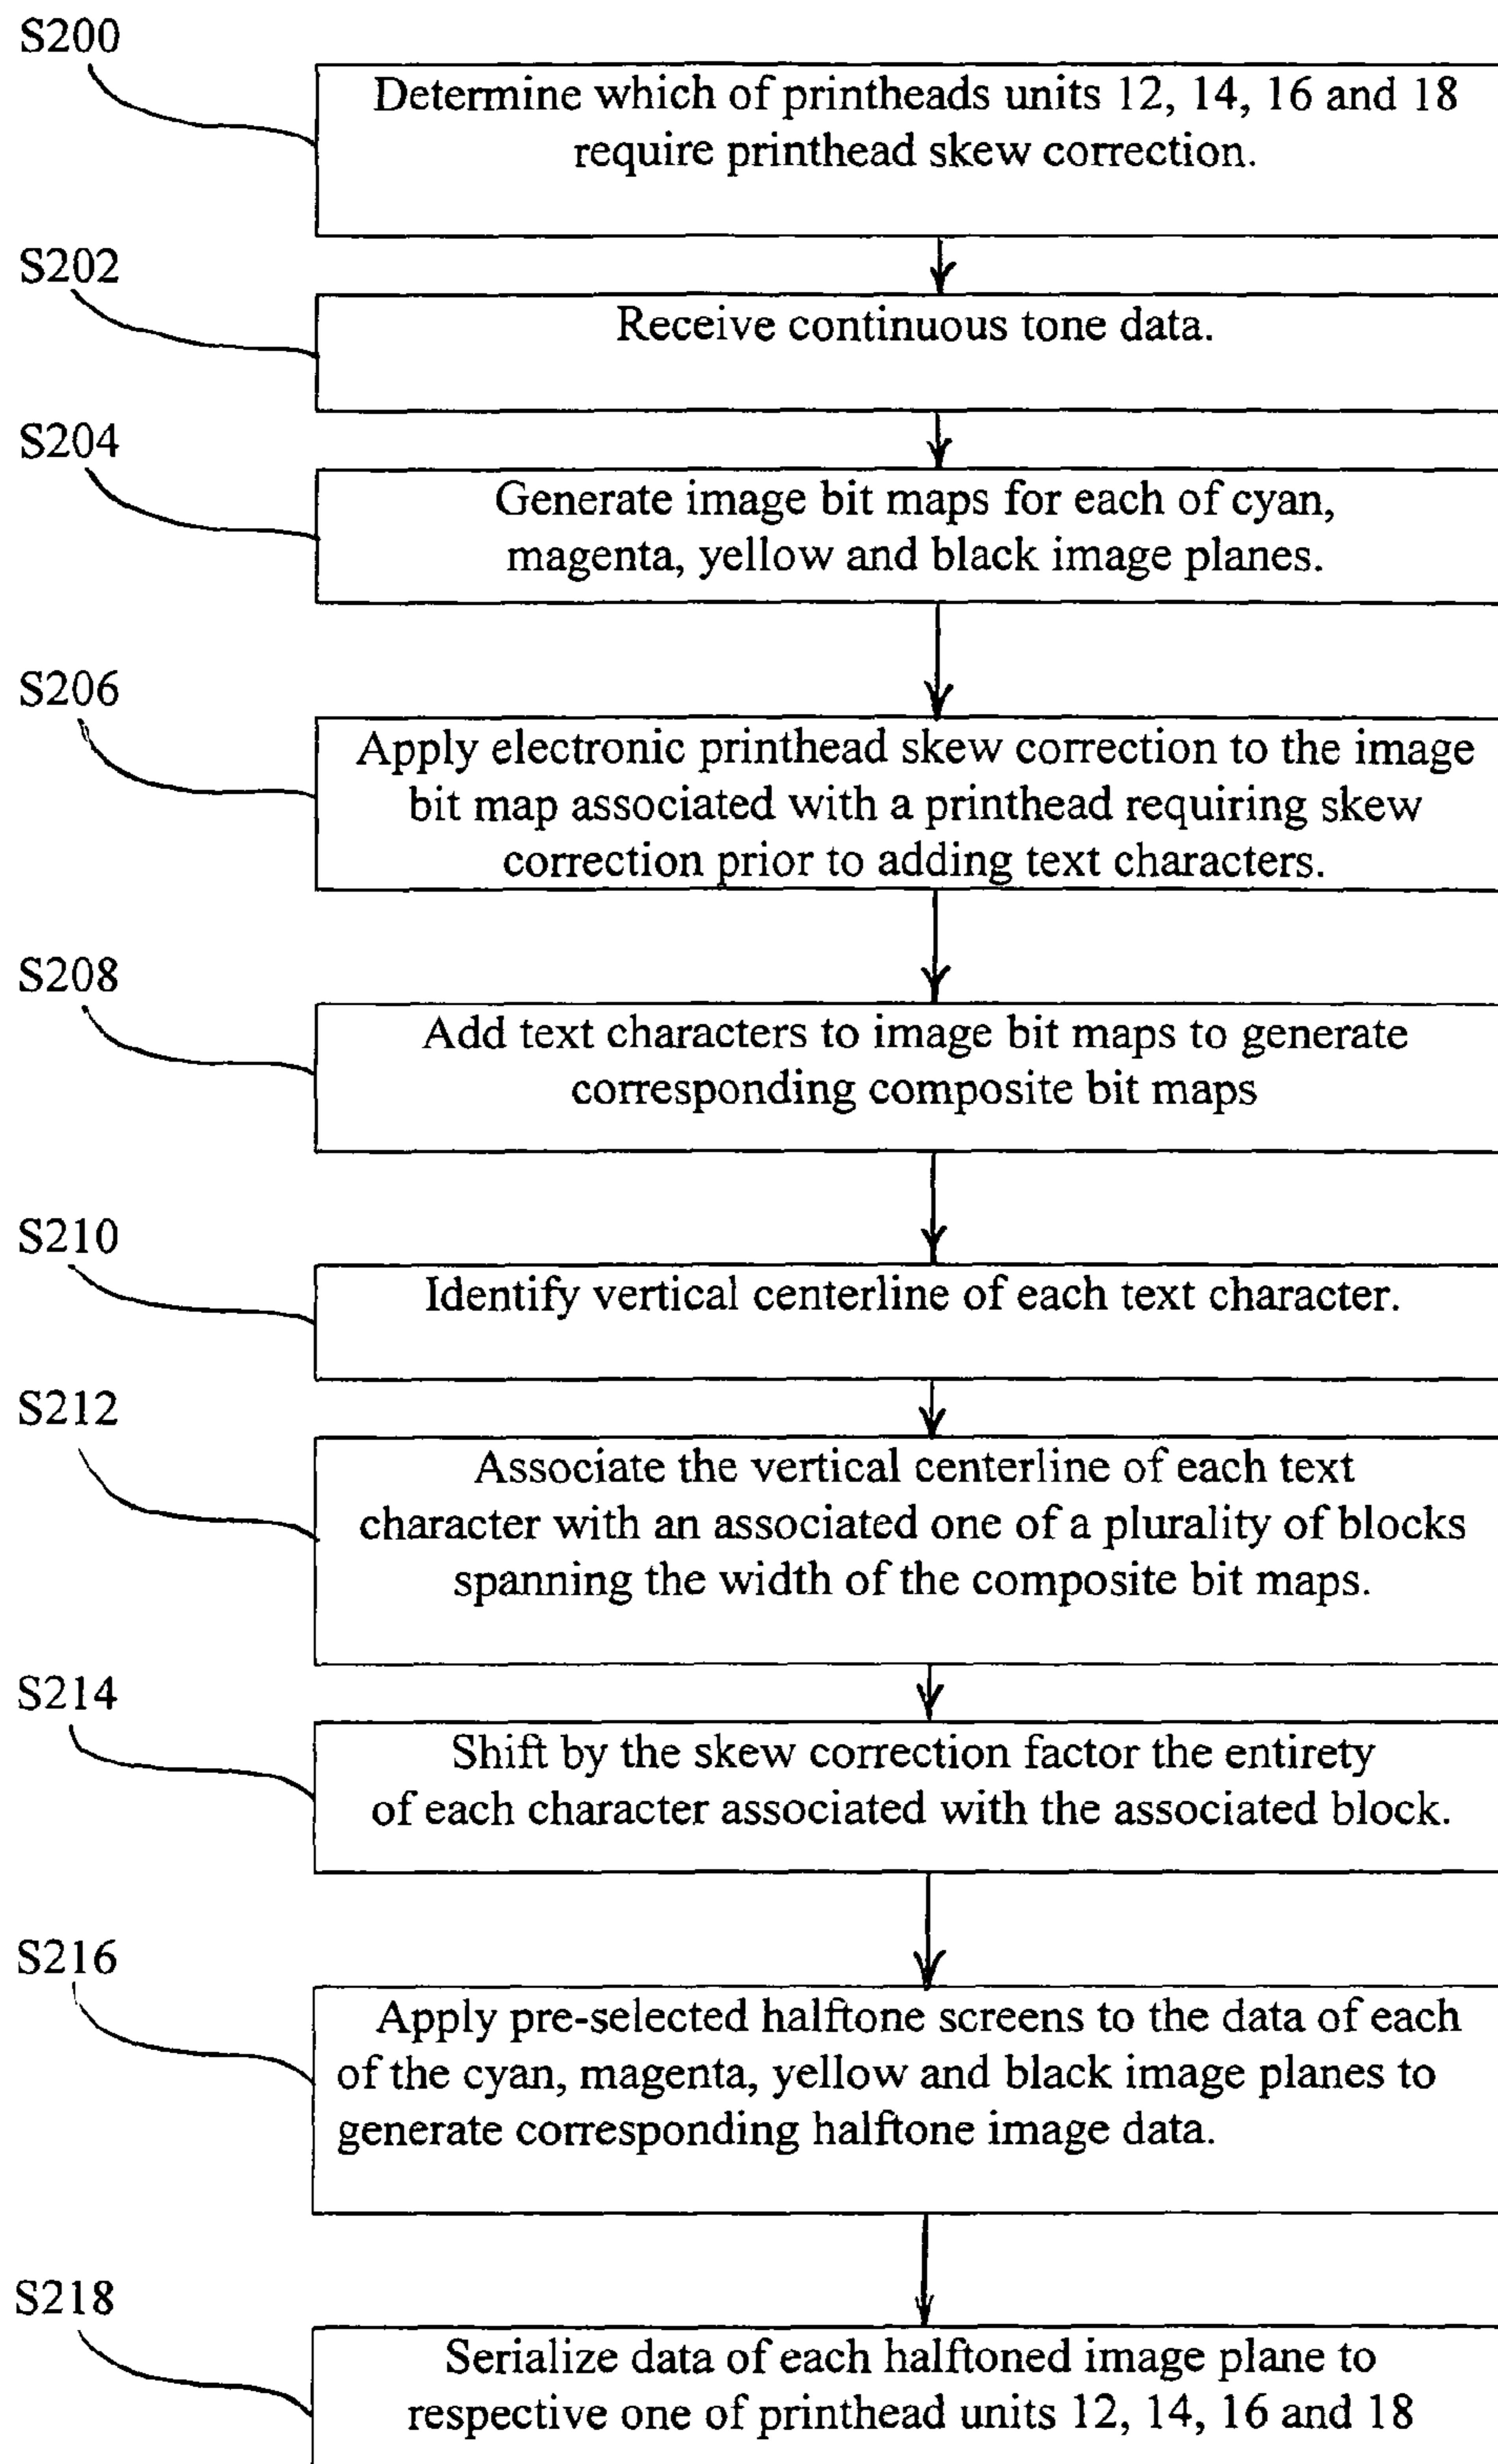 S200
Determine which of printheads units 12, 14, 16 and 18
require printhead skew correction.
S202
Receive continuous tone data.
S204
Generate image bit maps for each of cyan,
magenta, yellow and black image planes.
S206
Apply electronic printhead skew correction to the image
bit map associated with a printhead requiring skew
correction prior to adding text characters.
S208
Add text characters to image bit maps to generate
corresponding composite bit maps
S210
Identify vertical centerline of each text character.
S212
Associate the vertical centerline of each text
character with an associated one of a plurality of blocks
spanning the width of the composite bit maps.
S214
Shift by the skew correction factor the entirety
of each character associated with the associated block.
S216
Apply pre-selected halftone screens to the data of each
of the cyan, magenta, yellow and black image planes to
generate corresponding halftone image data.
S218
Serialize data of each halftoned image plane to
respective one of printhead units 12, 14, 16 and 18